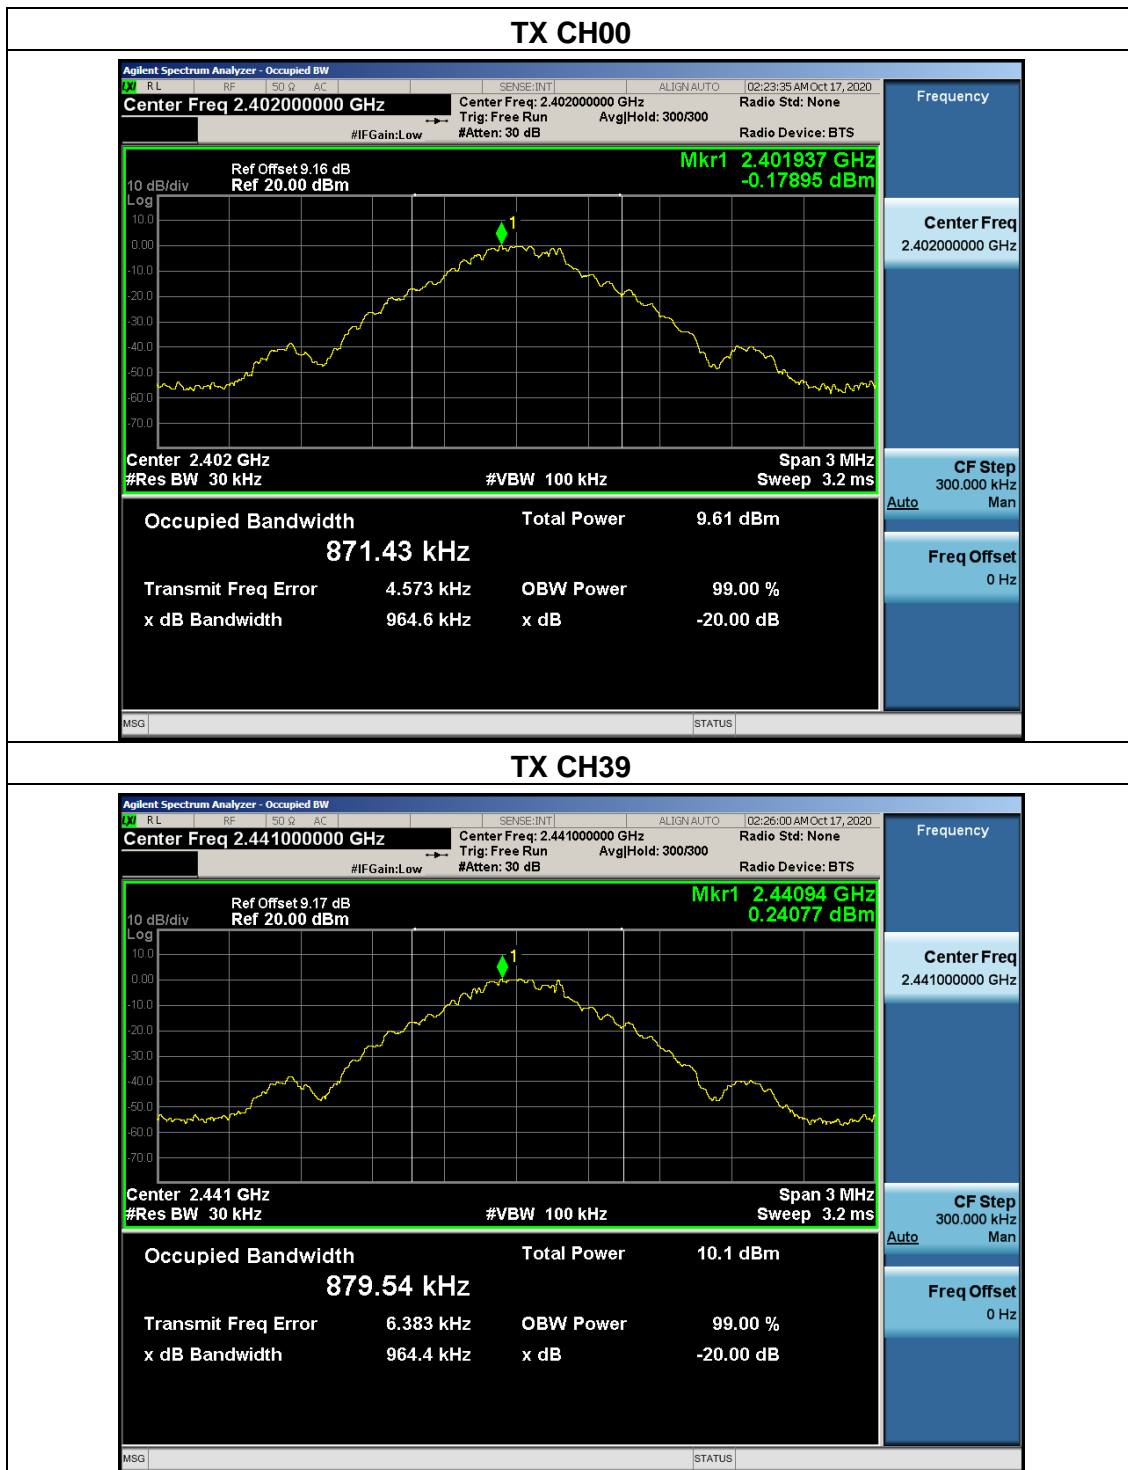 TX CH00
Agilent Spectrum Analyzer - Occupied BW
LXI RL RF 50 Ω AC SENSE:INT ALIGN AUTO 02:23:35 AM Oct 17, 2020
Center Freq 2.402000000 GHz
Center Freq: 2.402000000 GHz
Radio Std: None
Trig: Free Run Avg|Hold: 300/300
#IFGain:Low #Atten: 30 dB Radio Device: BTS
Frequency
Mkr1 2.401937 GHz
-0.17895 dBm
Ref Offset 9.16 dB
10 dB/div Ref 20.00 dBm
Log
10.0
0.00
-10.0
-20.0
-30.0
-40.0
-50.0
-60.0
-70.0
1
Center 2.402 GHz Span 3 MHz
#Res BW 30 kHz #VBW 100 kHz Sweep 3.2 ms
Occupied Bandwidth Total Power 9.61 dBm
871.43 kHz
Transmit Freq Error 4.573 kHz OBW Power 99.00 %
x dB Bandwidth 964.6 kHz x dB -20.00 dB
Center Freq
2.402000000 GHz
CF Step
300.000 kHz
Auto Man
Freq Offset
0 Hz
MSG STATUS
TX CH39
Agilent Spectrum Analyzer - Occupied BW
LXI RL RF 50 Ω AC SENSE:INT ALIGN AUTO 02:26:00 AM Oct 17, 2020
Center Freq 2.441000000 GHz
Center Freq: 2.441000000 GHz
Radio Std: None
Trig: Free Run Avg|Hold: 300/300
#IFGain:Low #Atten: 30 dB Radio Device: BTS
Frequency
Mkr1 2.44094 GHz
0.24077 dBm
Ref Offset 9.17 dB
10 dB/div Ref 20.00 dBm
Log
10.0
0.00
-10.0
-20.0
-30.0
-40.0
-50.0
-60.0
-70.0
1
Center 2.441 GHz Span 3 MHz
#Res BW 30 kHz #VBW 100 kHz Sweep 3.2 ms
Occupied Bandwidth Total Power 10.1 dBm
879.54 kHz
Transmit Freq Error 6.383 kHz OBW Power 99.00 %
x dB Bandwidth 964.4 kHz x dB -20.00 dB
Center Freq
2.441000000 GHz
CF Step
300.000 kHz
Auto Man
Freq Offset
0 Hz
MSG STATUS